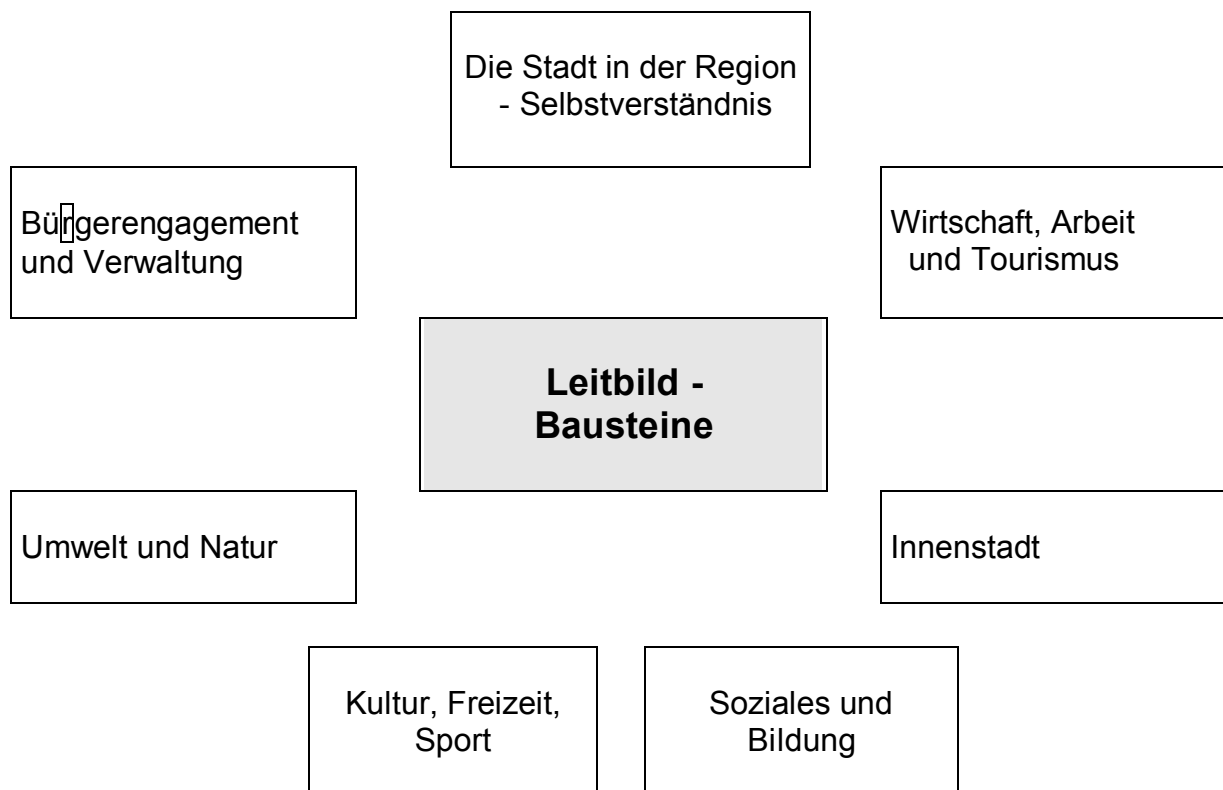 Die Stadt in der Region
- Selbstverständnis
Bürgerengagement
und Verwaltung
Wirtschaft, Arbeit
und Tourismus
Leitbild -
Bausteine
Umwelt und Natur
Innenstadt
Kultur, Freizeit,
Sport
Soziales und
Bildung